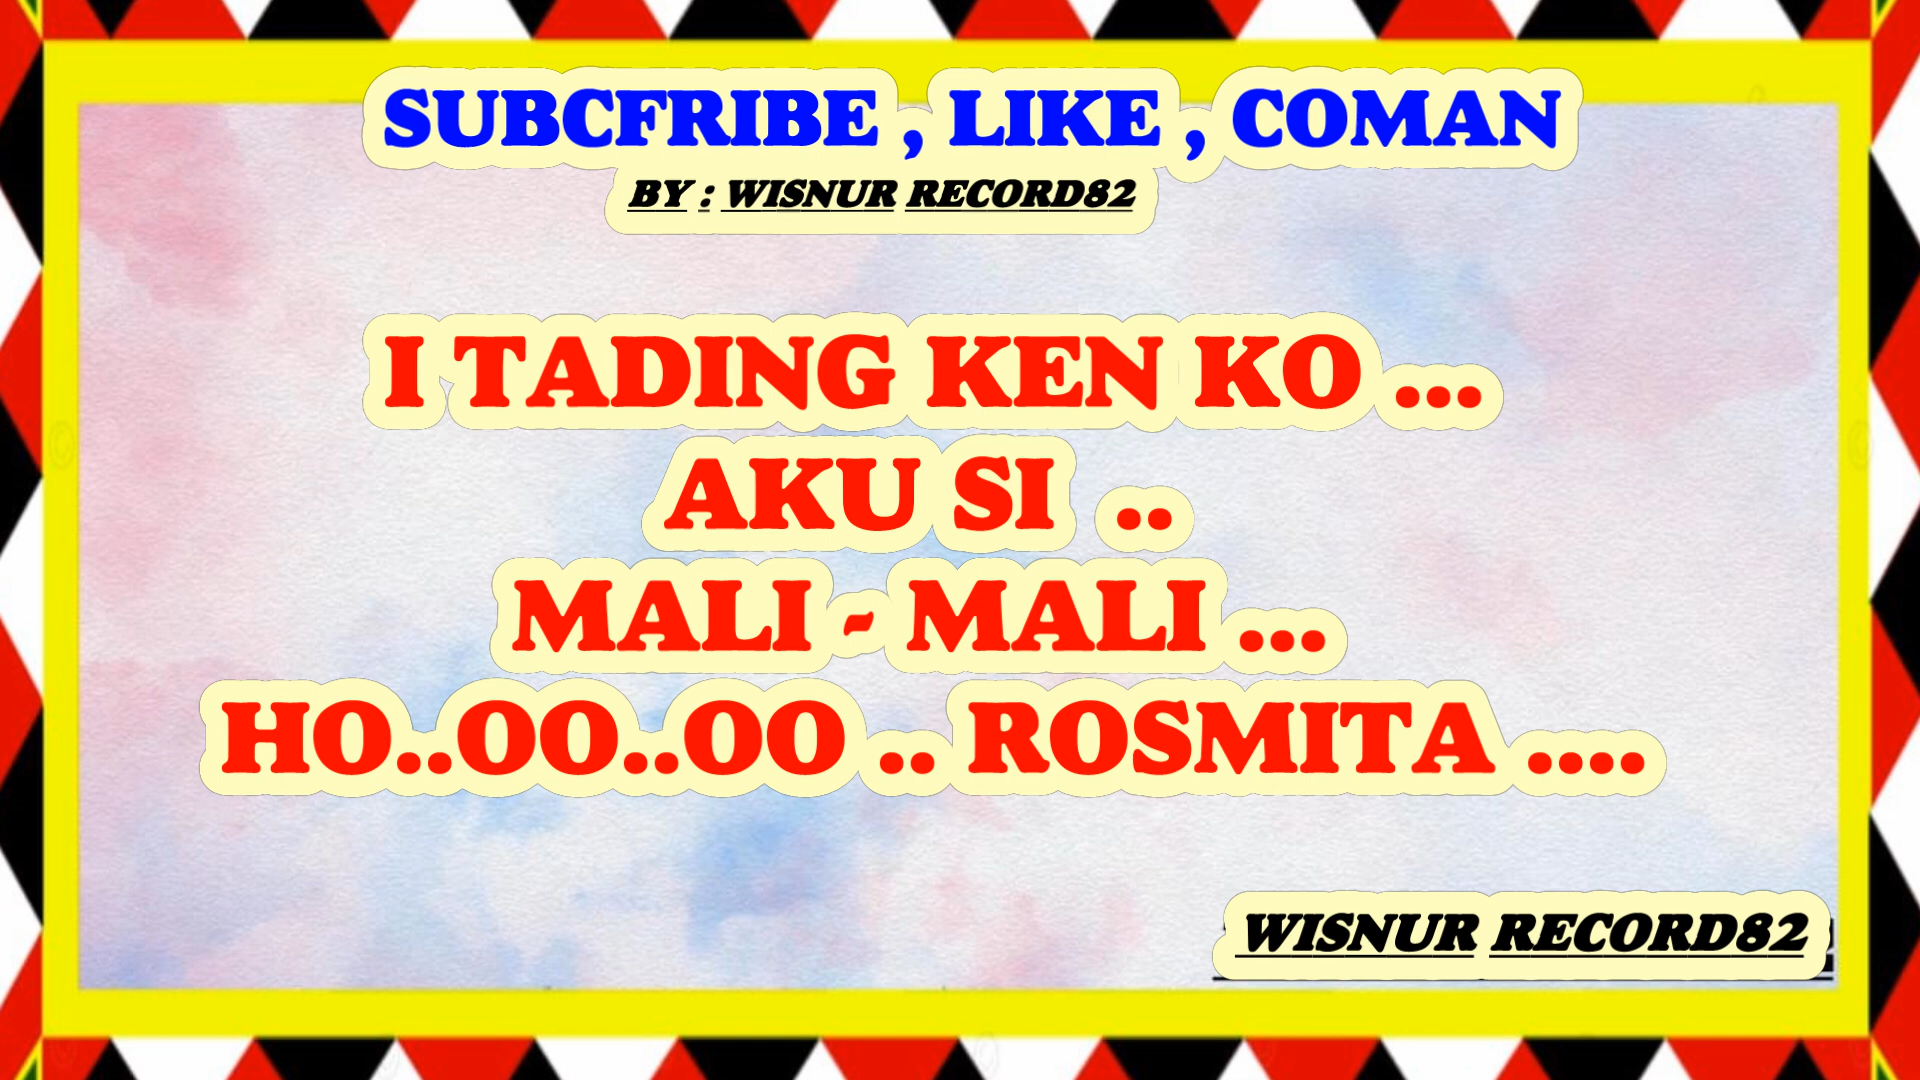 SUBCFRIBE , LIKE , COMAN
BY : WISNUR RECORD82
I TADING KEN KO ...
AKU SI ..
MALI - MALI ...
HO..OO..OO .. ROSMITA ....
WISNUR RECORD82